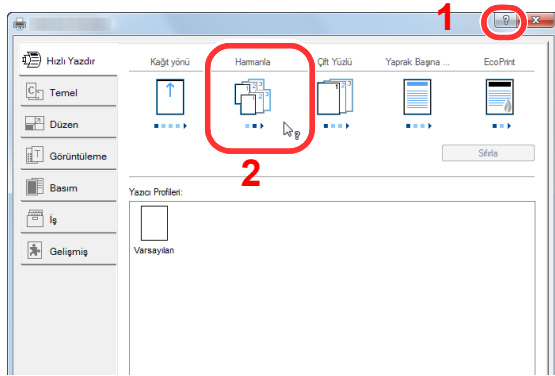 1
?
X
Hızlı Yazdır
Temel
Düzen
Görüntüleme
Basım
İş
Gelişmiş
Kağıt yönü
Harmanla
Çift Yüzlü
Yaprak Başına ...
EcoPrint
2
Sıfırla
Yazıcı Profileri:
Varsayılan